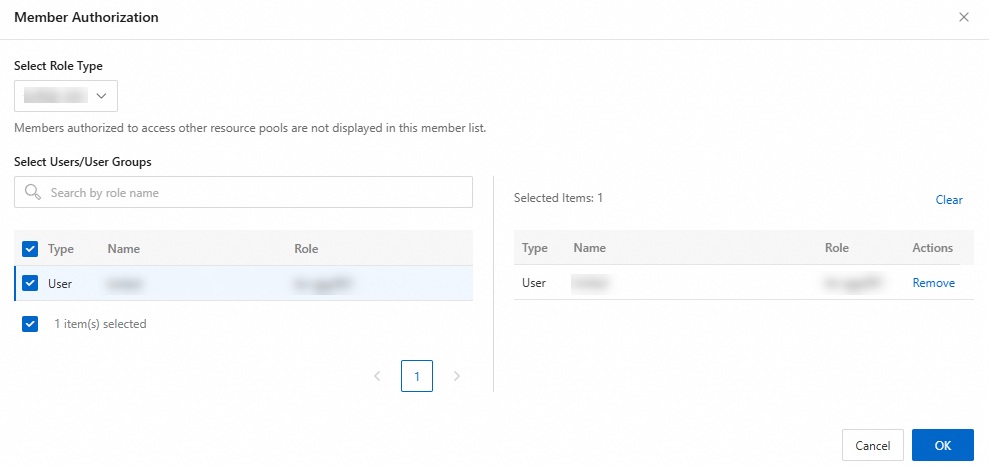 Member Authorization
Select Role Type
Members authorized to access other resource pools are not displayed in this member list.
Select Users/User Groups
Search by role name
Type Name Role
User
1 item(s) selected
1
Selected Items: 1
Clear
Type Name Role Actions
User Remove
Cancel OK